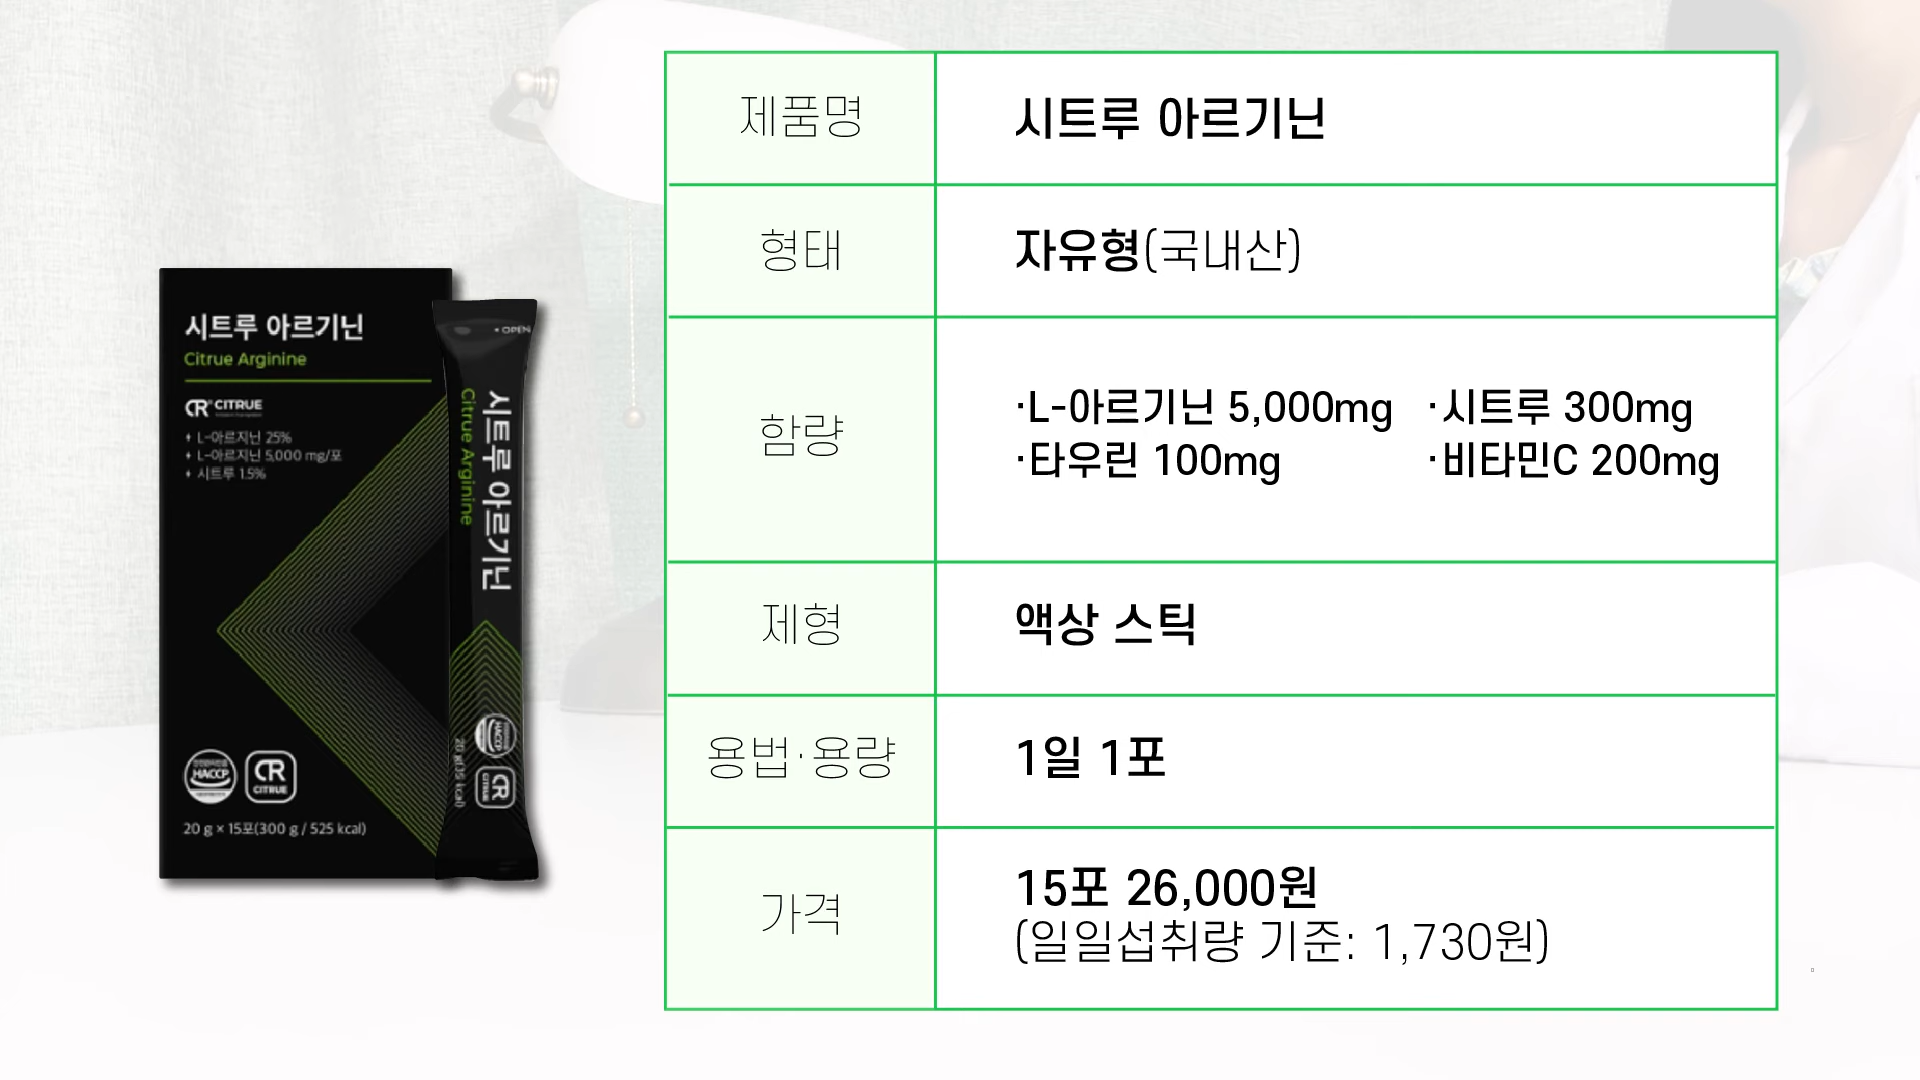 시트루 아르기닌
Citrue Arginine
CR CITRUE
L-아르지닌 25%
L-아르지닌 5,000 mg/포
시트루 1.5%
HACCP
CR
CITRUE
20 g × 15포(300 g / 525 kcal)
OPEN
시트루 아르기닌
Citrue Arginine
HACCP
CR
CITRUE
20 g(35 kcal)
제품명
시트루 아르기닌
형태
자유형(국내산)
함량
·L-아르기닌 5,000mg ·시트루 300mg
·타우린 100mg ·비타민C 200mg
제형
액상 스틱
용법·용량
1일 1포
가격
15포 26,000원
(일일섭취량 기준: 1,730원)